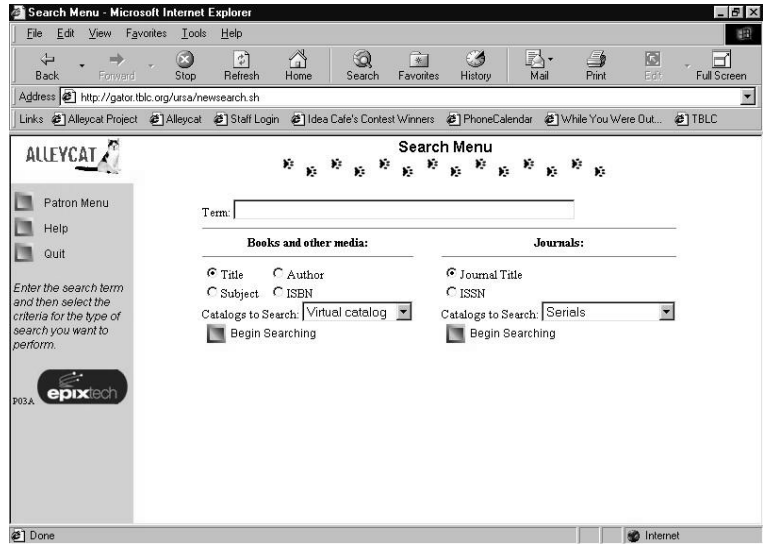 Search Menu - Microsoft Internet Explorer
File Edit View Favorites Tools Help
Back Forward Stop Refresh Home Search Favorites History Mail Print Edit Full Screen
Address http://gator.tblc.org/ursa/newsearch.sh
Links Alleycat Project Alleycat Staff Login Idea Cafe's Contest Winners PhoneCalendar While You Were Out... TBLC
ALLEYCAT
Search Menu
Patron Menu
Help
Quit
Enter the search term
and then select the
criteria for the type of
search you want to
perform.
P03A epixtech
Term:
Books and other media: Journals:
Title Author Journal Title
Subject ISBN ISSN
Catalogs to Search: Virtual catalog Catalogs to Search: Serials
Begin Searching Begin Searching
Done Internet